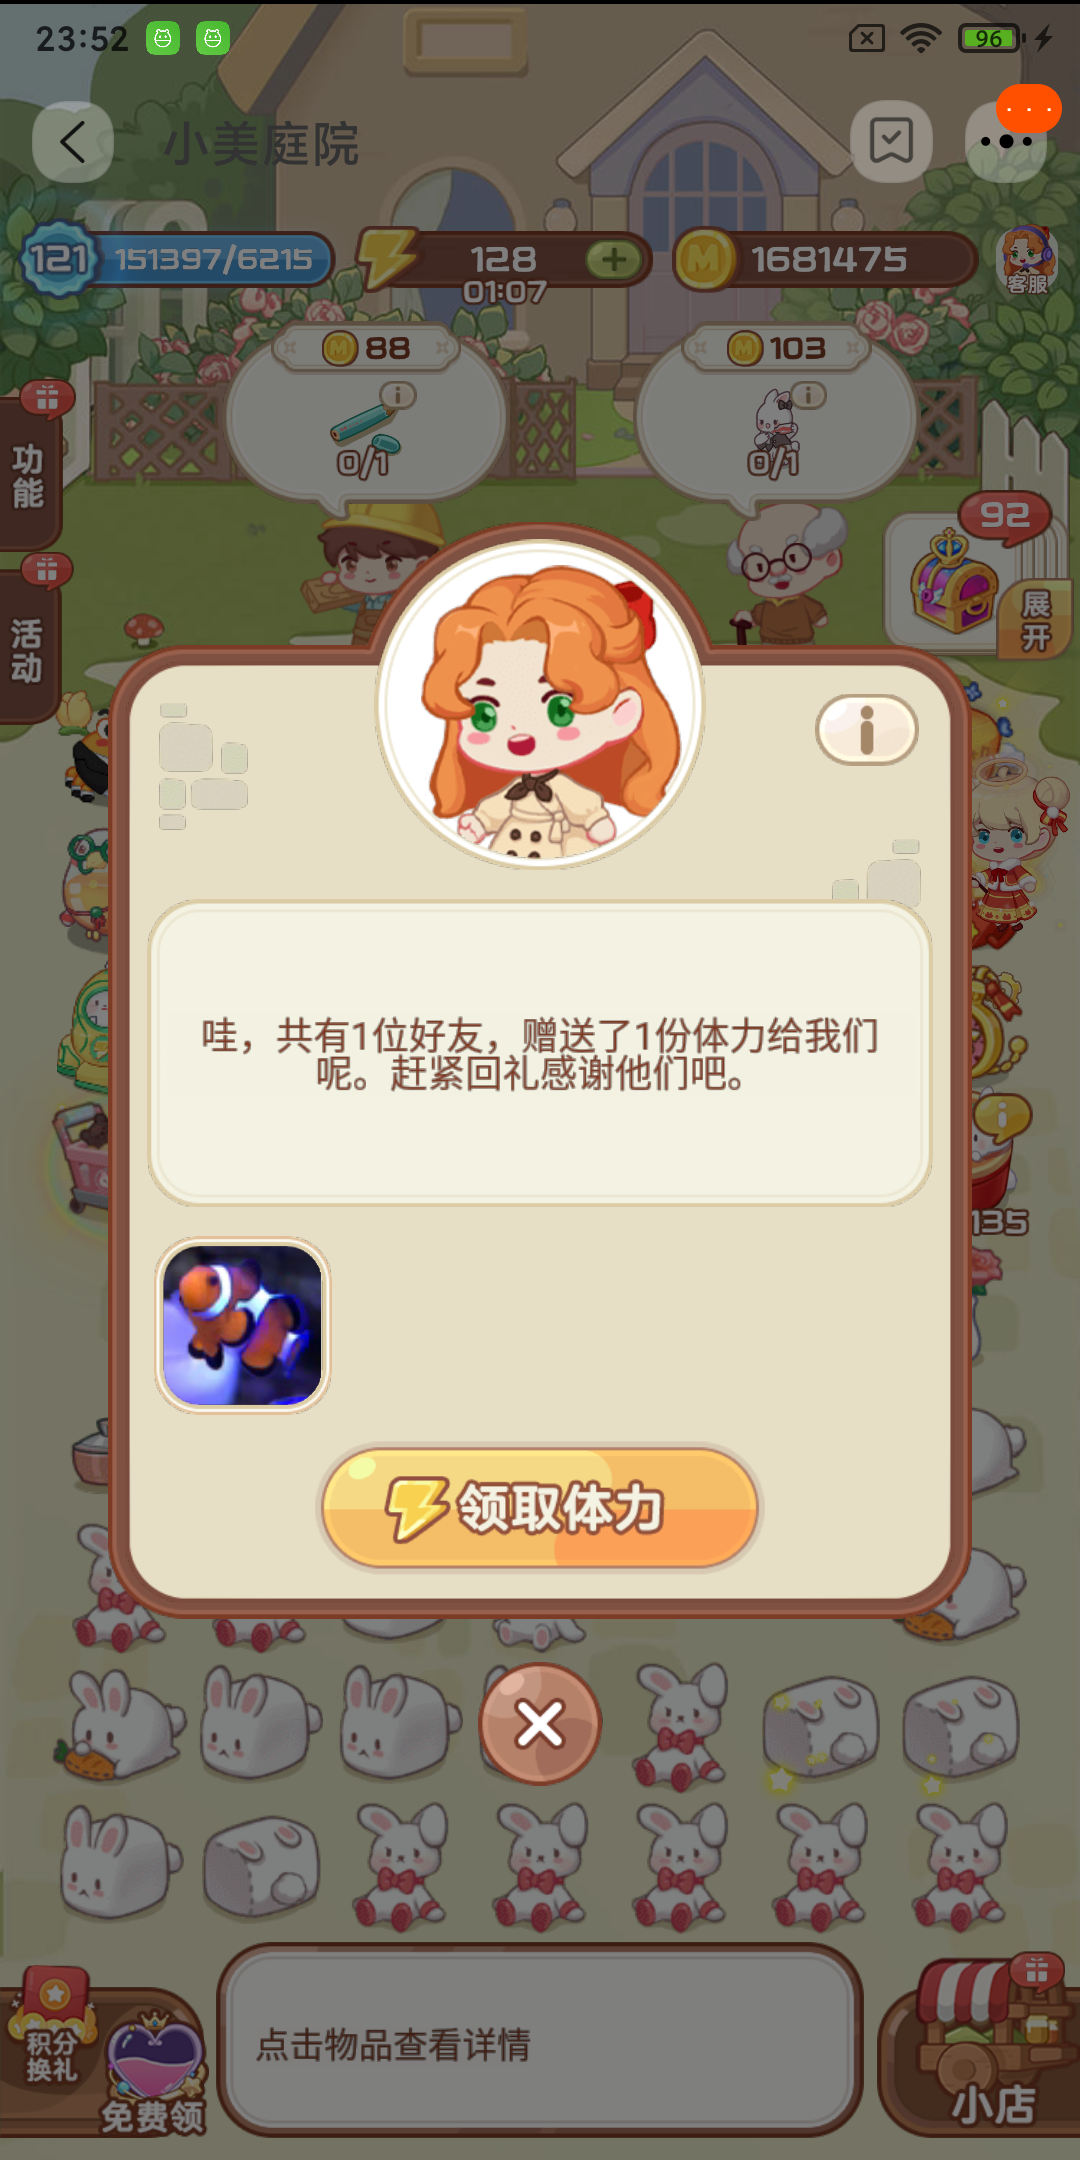 23:52
96
小美庭院
121
151397/6215
128
01:07
1681475
客服
88
103
0/1
0/1
功能
活动
92
展开
哇，共有1位好友，赠送了1份体力给我们
呢。赶紧回礼感谢他们吧。
135
领取体力
积分
换礼
免费领
点击物品查看详情
小店